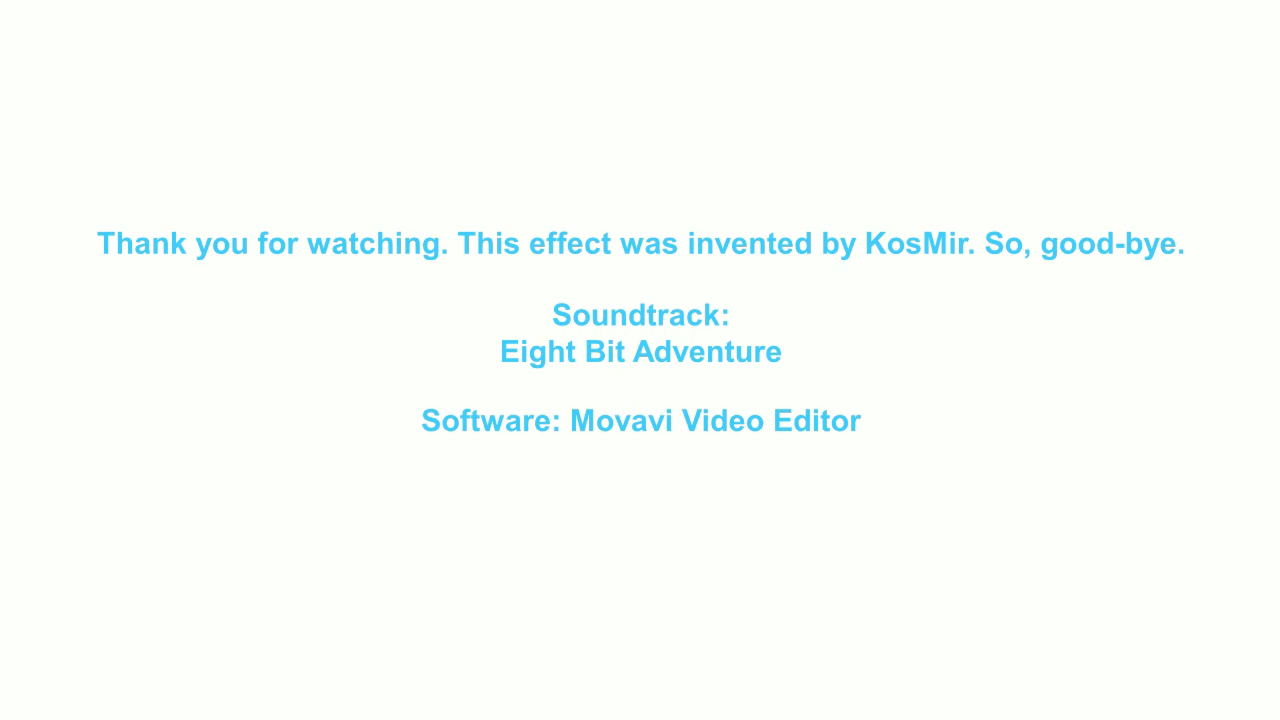 Thank you for watching. This effect was invented by KosMir. So, good-bye.
Soundtrack:
Eight Bit Adventure
Software: Movavi Video Editor